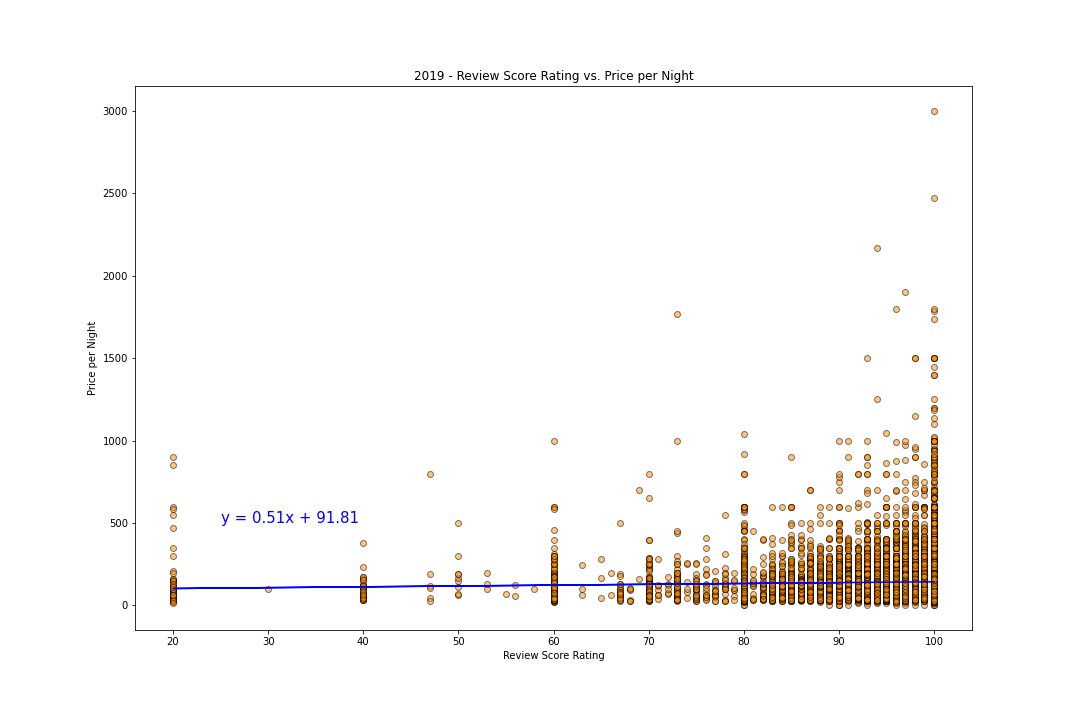 2019 - Review Score Rating vs. Price per Night
3000
2500
2000
1500
1000
500
0
Price per Night
y = 0.51x + 91.81
20 30 40 50 60 70 80 90 100
Review Score Rating